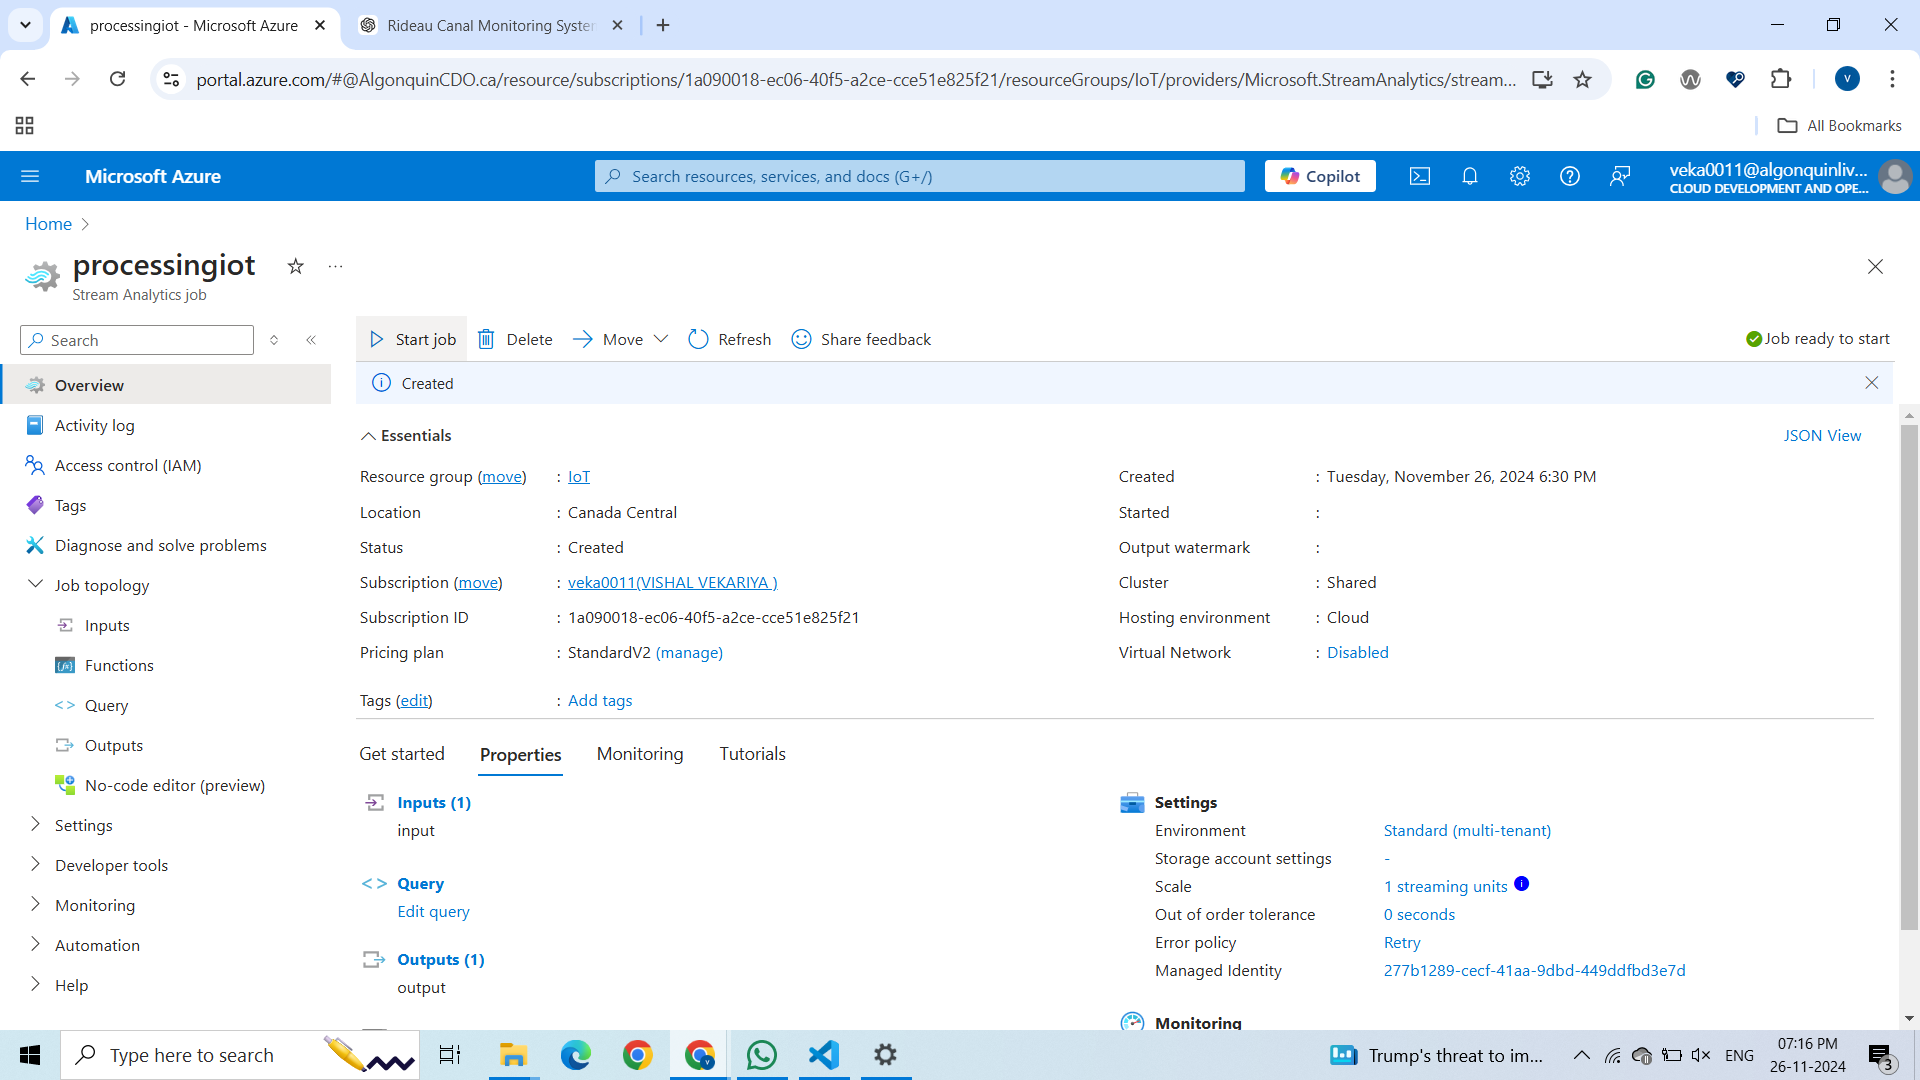 processingiot - Microsoft Azure
Rideau Canal Monitoring System
portal.azure.com/#@AlgonquinCDO.ca/resource/subscriptions/1a090018-ec06-40f5-a2ce-cce51e825f21/resourceGroups/IoT/providers/Microsoft.StreamAnalytics/stream...
V
All Bookmarks
Microsoft Azure
Search resources, services, and docs (G+/)
Copilot
veka0011@algonquinliv...
CLOUD DEVELOPMENT AND OPE...
Home
processingiot
Stream Analytics job
Search
Start job
Delete
Move
Refresh
Share feedback
Job ready to start
Created
Overview
Activity log
Access control (IAM)
Tags
Diagnose and solve problems
Job topology
Inputs
Functions
Query
Outputs
No-code editor (preview)
Settings
Developer tools
Monitoring
Automation
Help
Essentials
JSON View
Resource group (move) : IoT
Location : Canada Central
Status : Created
Subscription (move) : veka0011(VISHAL VEKARIYA )
Subscription ID : 1a090018-ec06-40f5-a2ce-cce51e825f21
Pricing plan : StandardV2 (manage)
Tags (edit) : Add tags
Created : Tuesday, November 26, 2024 6:30 PM
Started :
Output watermark :
Cluster : Shared
Hosting environment : Cloud
Virtual Network : Disabled
Get started
Properties
Monitoring
Tutorials
Inputs (1)
input
Query
Edit query
Outputs (1)
output
Settings
Environment Standard (multi-tenant)
Storage account settings -
Scale 1 streaming units
Out of order tolerance 0 seconds
Error policy Retry
Managed Identity 277b1289-cecf-41aa-9dbd-449ddfbd3e7d
Monitoring
Type here to search
Trump's threat to im...
ENG
07:16 PM
26-11-2024
3